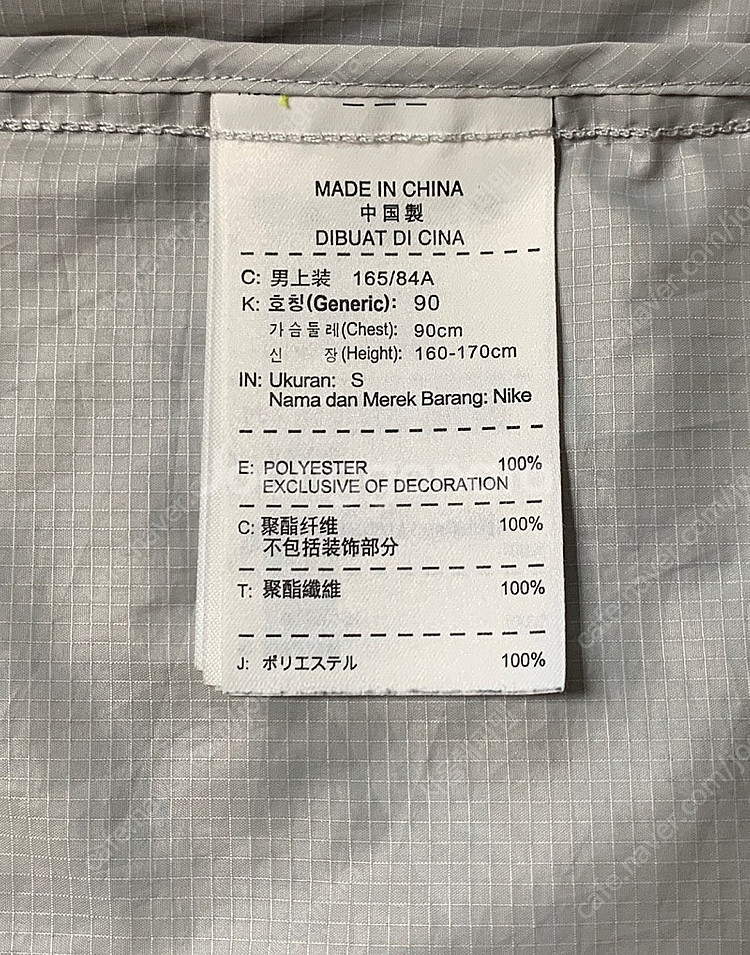 MADE IN CHINA
中国製
DIBUAT DI CINA
C: 男上装 165/84A
K: 호칭(Generic): 90
가슴둘레(Chest): 90cm
신 장(Height): 160-170cm
IN: Ukuran: S
Nama dan Merek Barang: Nike
E: POLYESTER 100%
EXCLUSIVE OF DECORATION
C: 聚酯纤维 100%
不包括装饰部分
T: 聚酯纖維 100%
J: ポリエステル 100%